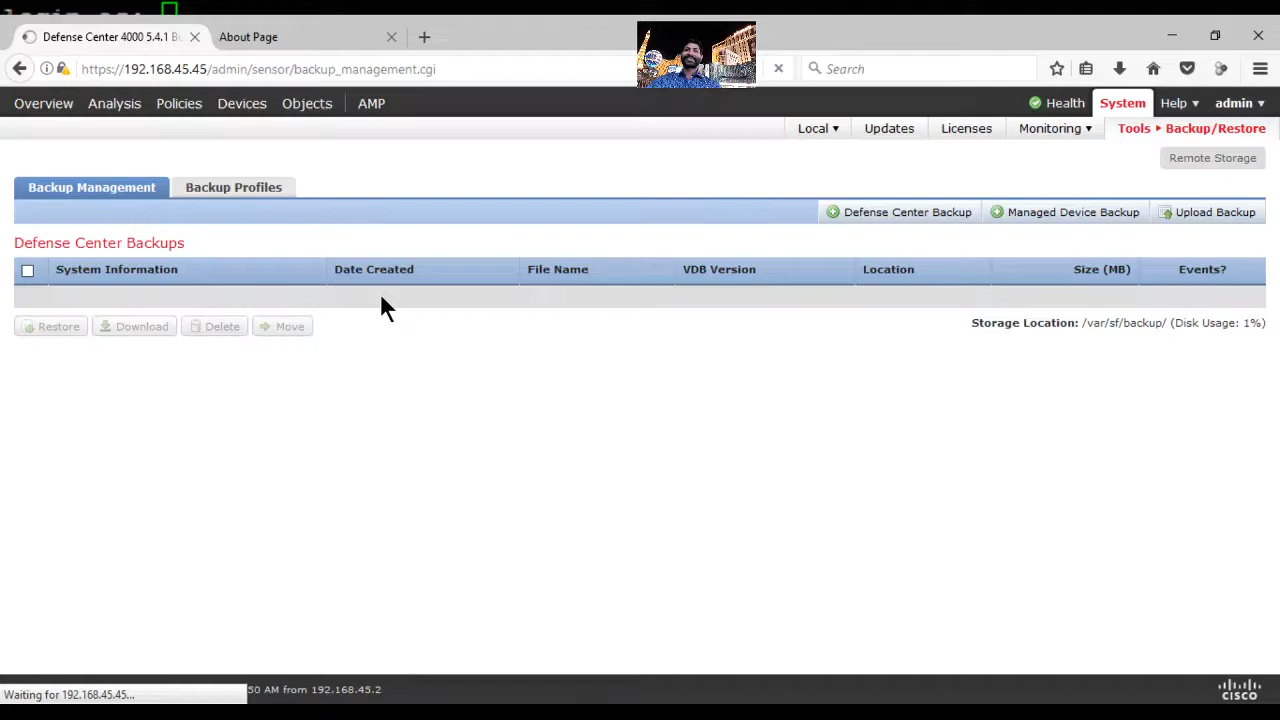 Defense Center 4000 5.4.1 B
About Page
https://192.168.45.45/admin/sensor/backup_management.cgi
Search
Overview Analysis Policies Devices Objects AMP Health System Help admin
Local Updates Licenses Monitoring Tools Backup/Restore
Remote Storage
Backup Management Backup Profiles
Defense Center Backup Managed Device Backup Upload Backup
Defense Center Backups
System Information Date Created File Name VDB Version Location Size (MB) Events?
Restore Download Delete Move Storage Location: /var/sf/backup/ (Disk Usage: 1%)
Waiting for 192.168.45.45... 50 AM from 192.168.45.2
CISCO